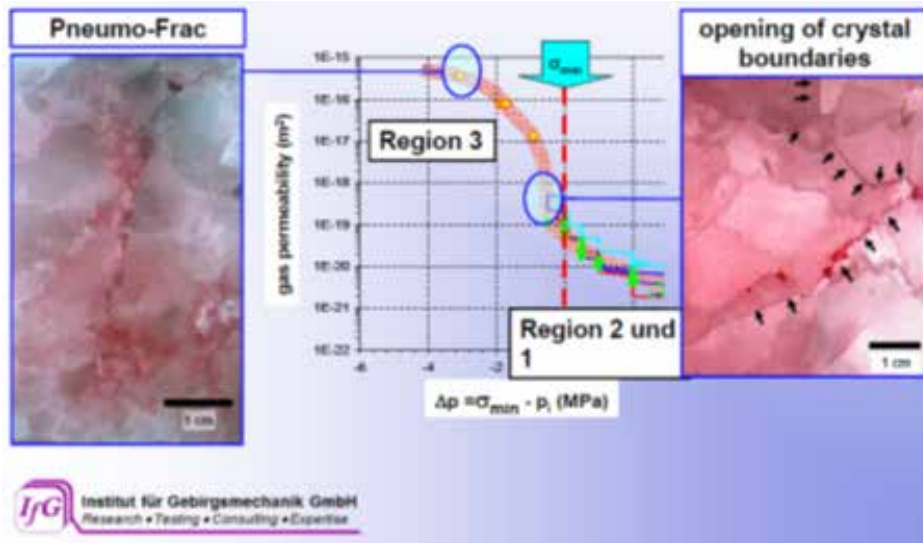 Pneumo-Frac
opening of crystal
boundaries
σmin
1E-15
1E-16
1E-17
1E-18
1E-19
1E-20
1E-21
1E-22
gas permeability (m²)
Region 3
Region 2 und
1
-6
-4
-2
Δp =σmin - pi (MPa)
1 cm
1 cm
IfG
Institut für Gebirgsmechanik GmbH
Research • Testing • Consulting • Expertise